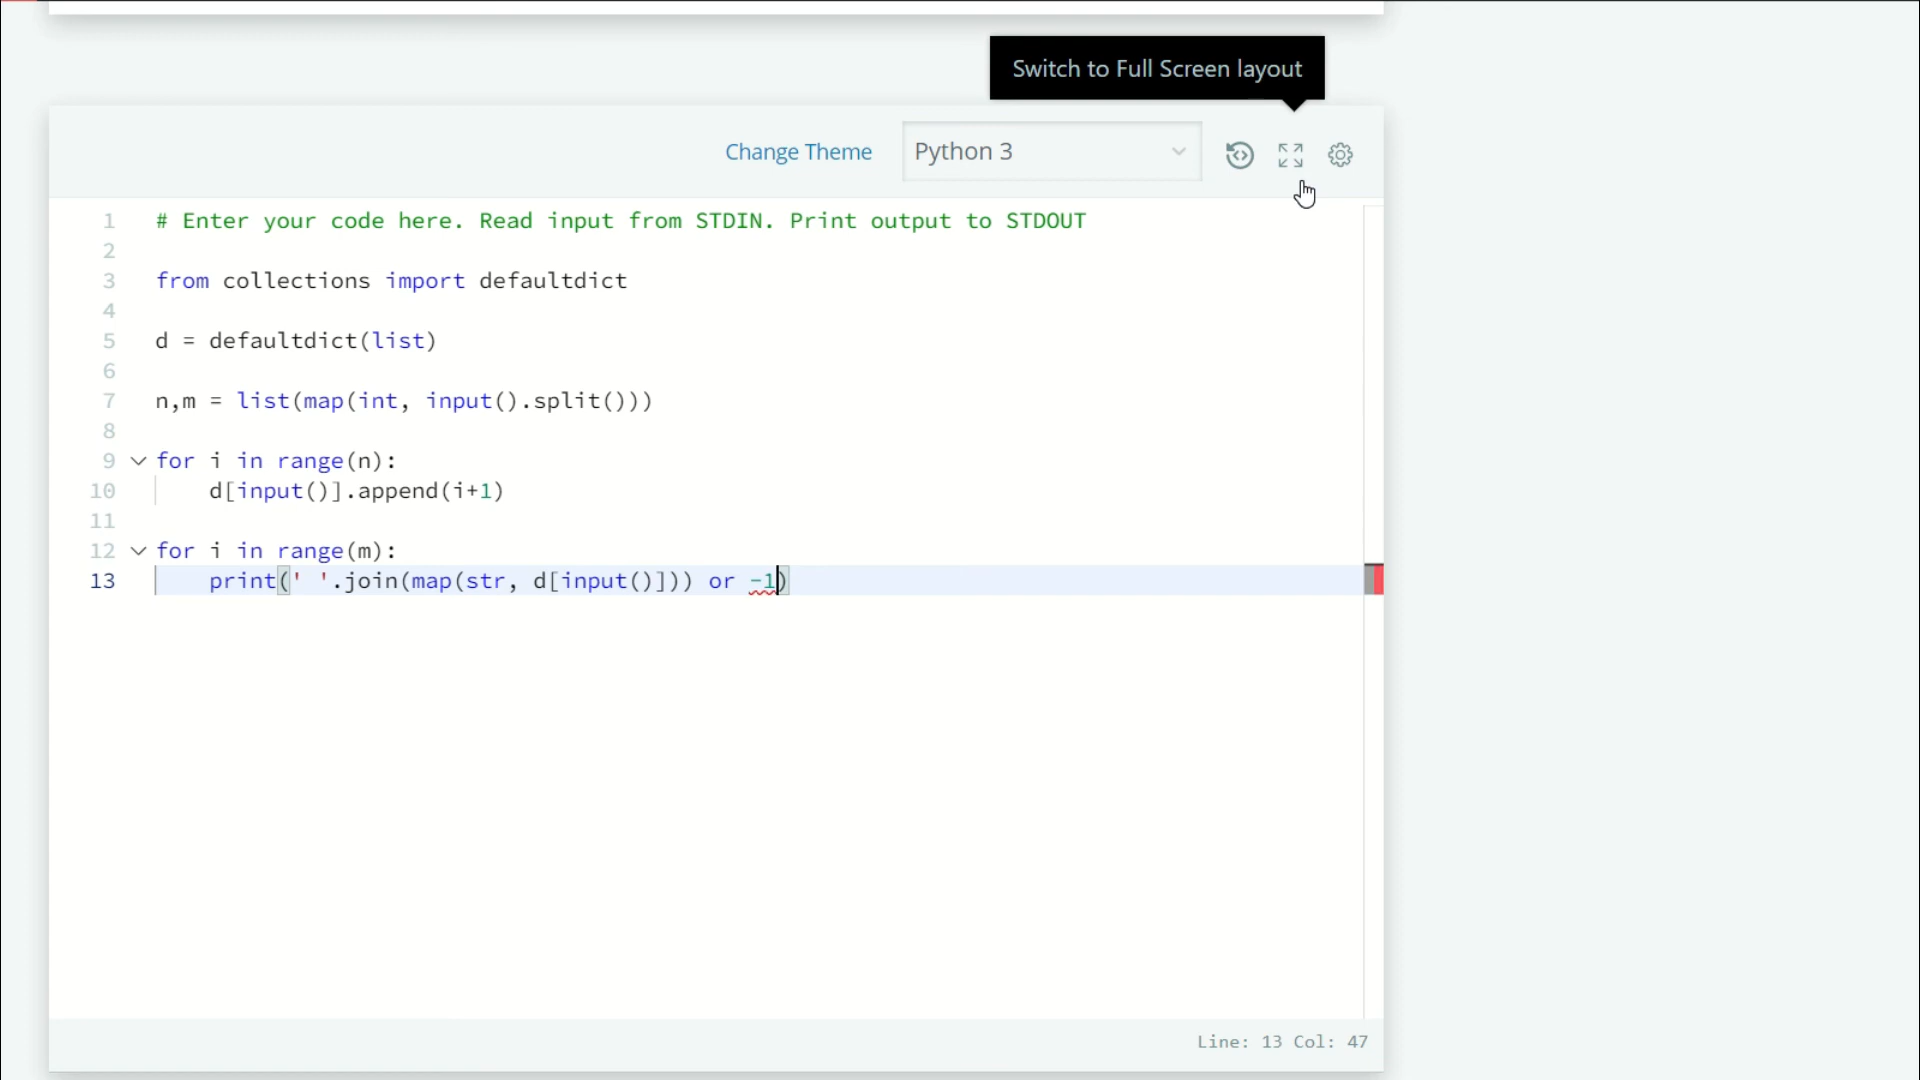 Switch to Full Screen layout
Change Theme Python 3
1 # Enter your code here. Read input from STDIN. Print output to STDOUT
2
3 from collections import defaultdict
4
5 d = defaultdict(list)
6
7 n,m = list(map(int, input().split()))
8
9 for i in range(n):
10 d[input()].append(i+1)
11
12 for i in range(m):
13 print(' '.join(map(str, d[input()])) or -1)
Line: 13 Col: 47